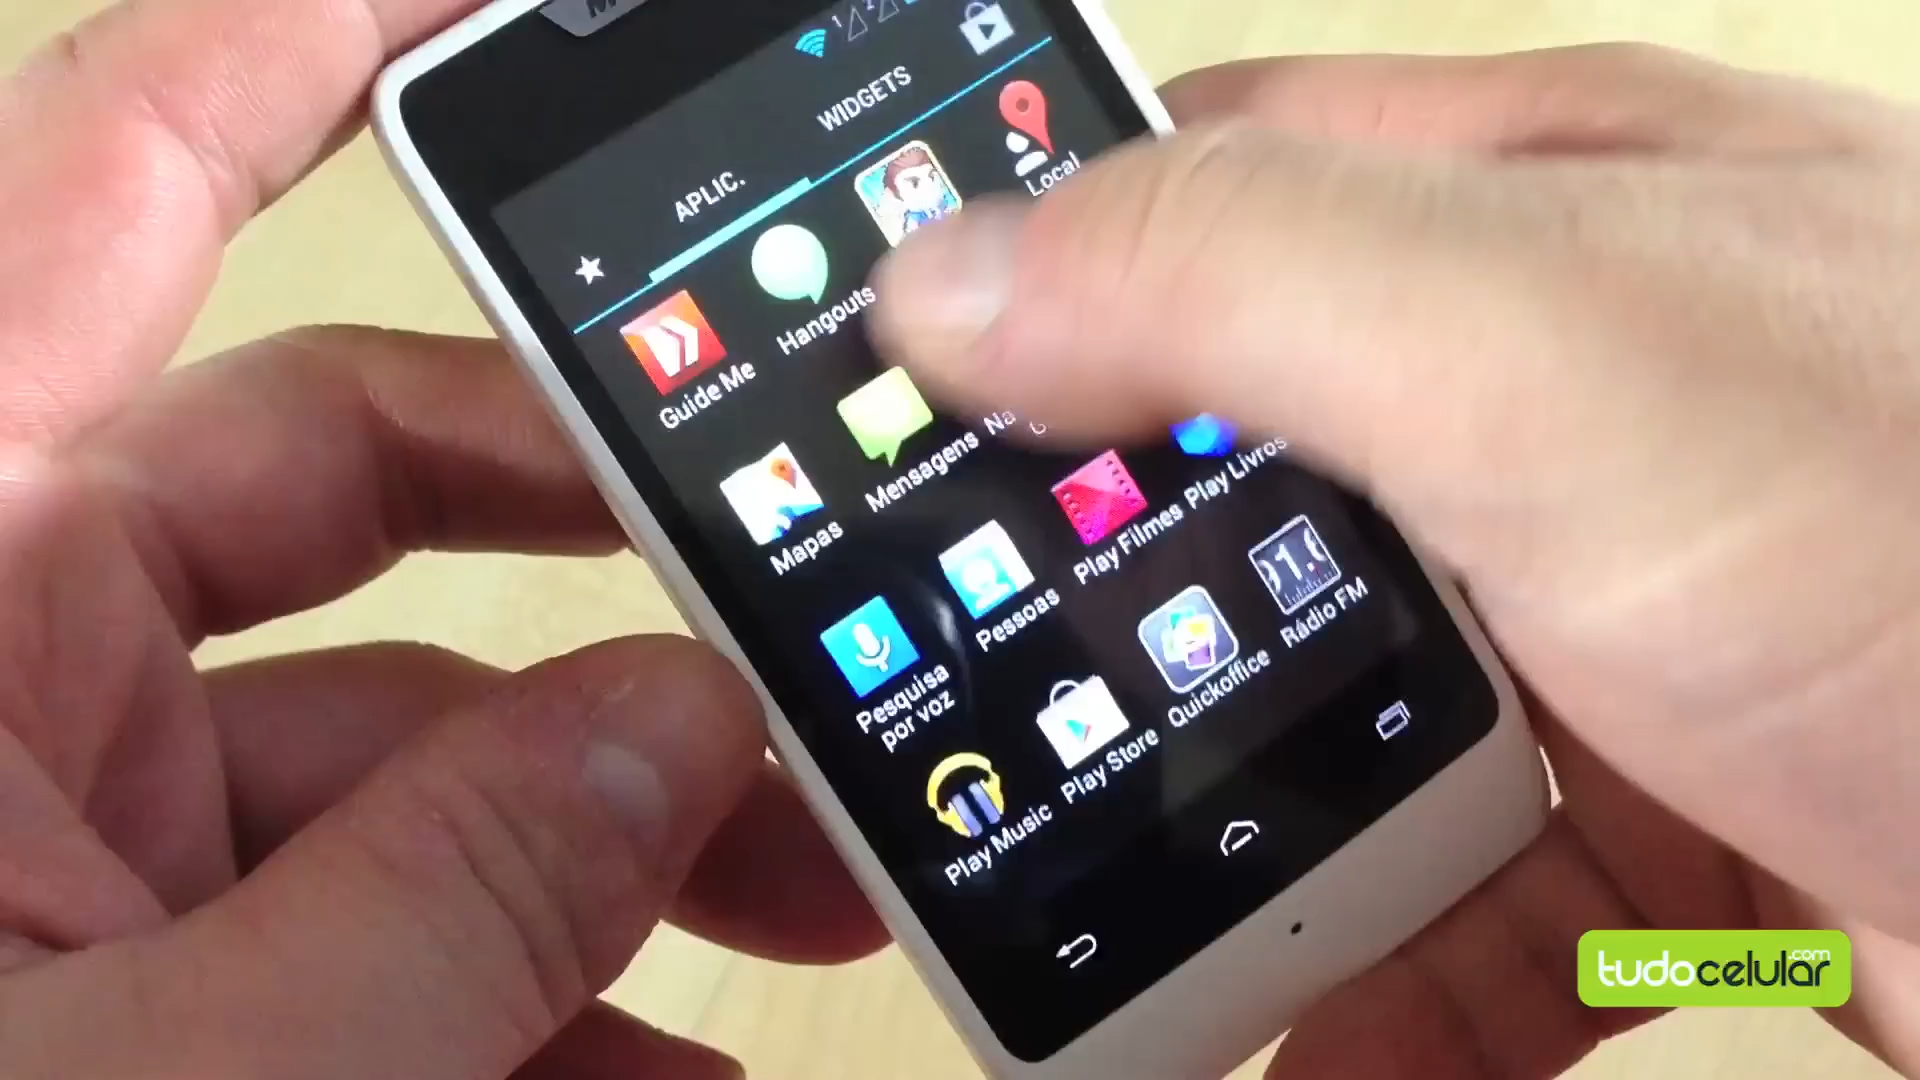 WIDGETS
APLIC.
Local
Hangouts
Guide Me
Mensagens
Mapas
Play Livros
Play Filmes
Pessoas
Pesquisa
por voz
Rádio FM
Quickoffice
Play Store
Play Music
tudocelular.com